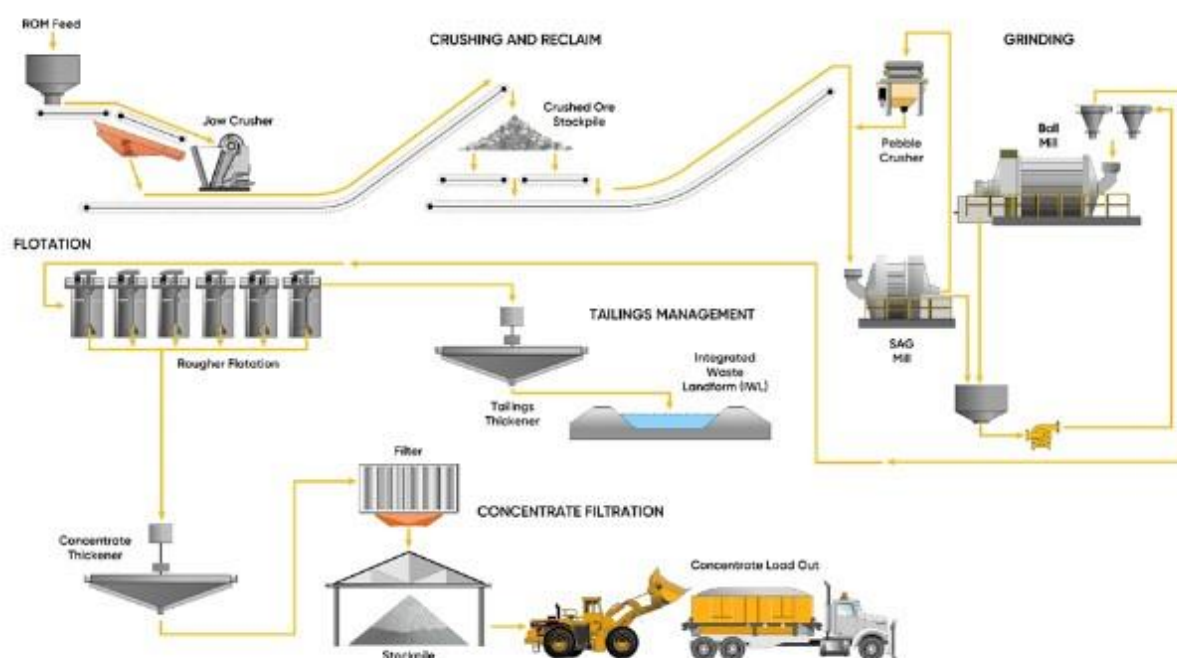 ROM Feed
CRUSHING AND RECLAIM
GRINDING
Jaw Crusher
Crushed Ore
Stockpile
Pebble
Crusher
Ball
Mill
FLOTATION
Rougher Flotation
TAILINGS MANAGEMENT
Integrated
Waste
Landform (IWL)
SAG
Mill
Tailings
Thickener
Filter
CONCENTRATE FILTRATION
Concentrate
Thickener
Concentrate Load Out
Stockpile